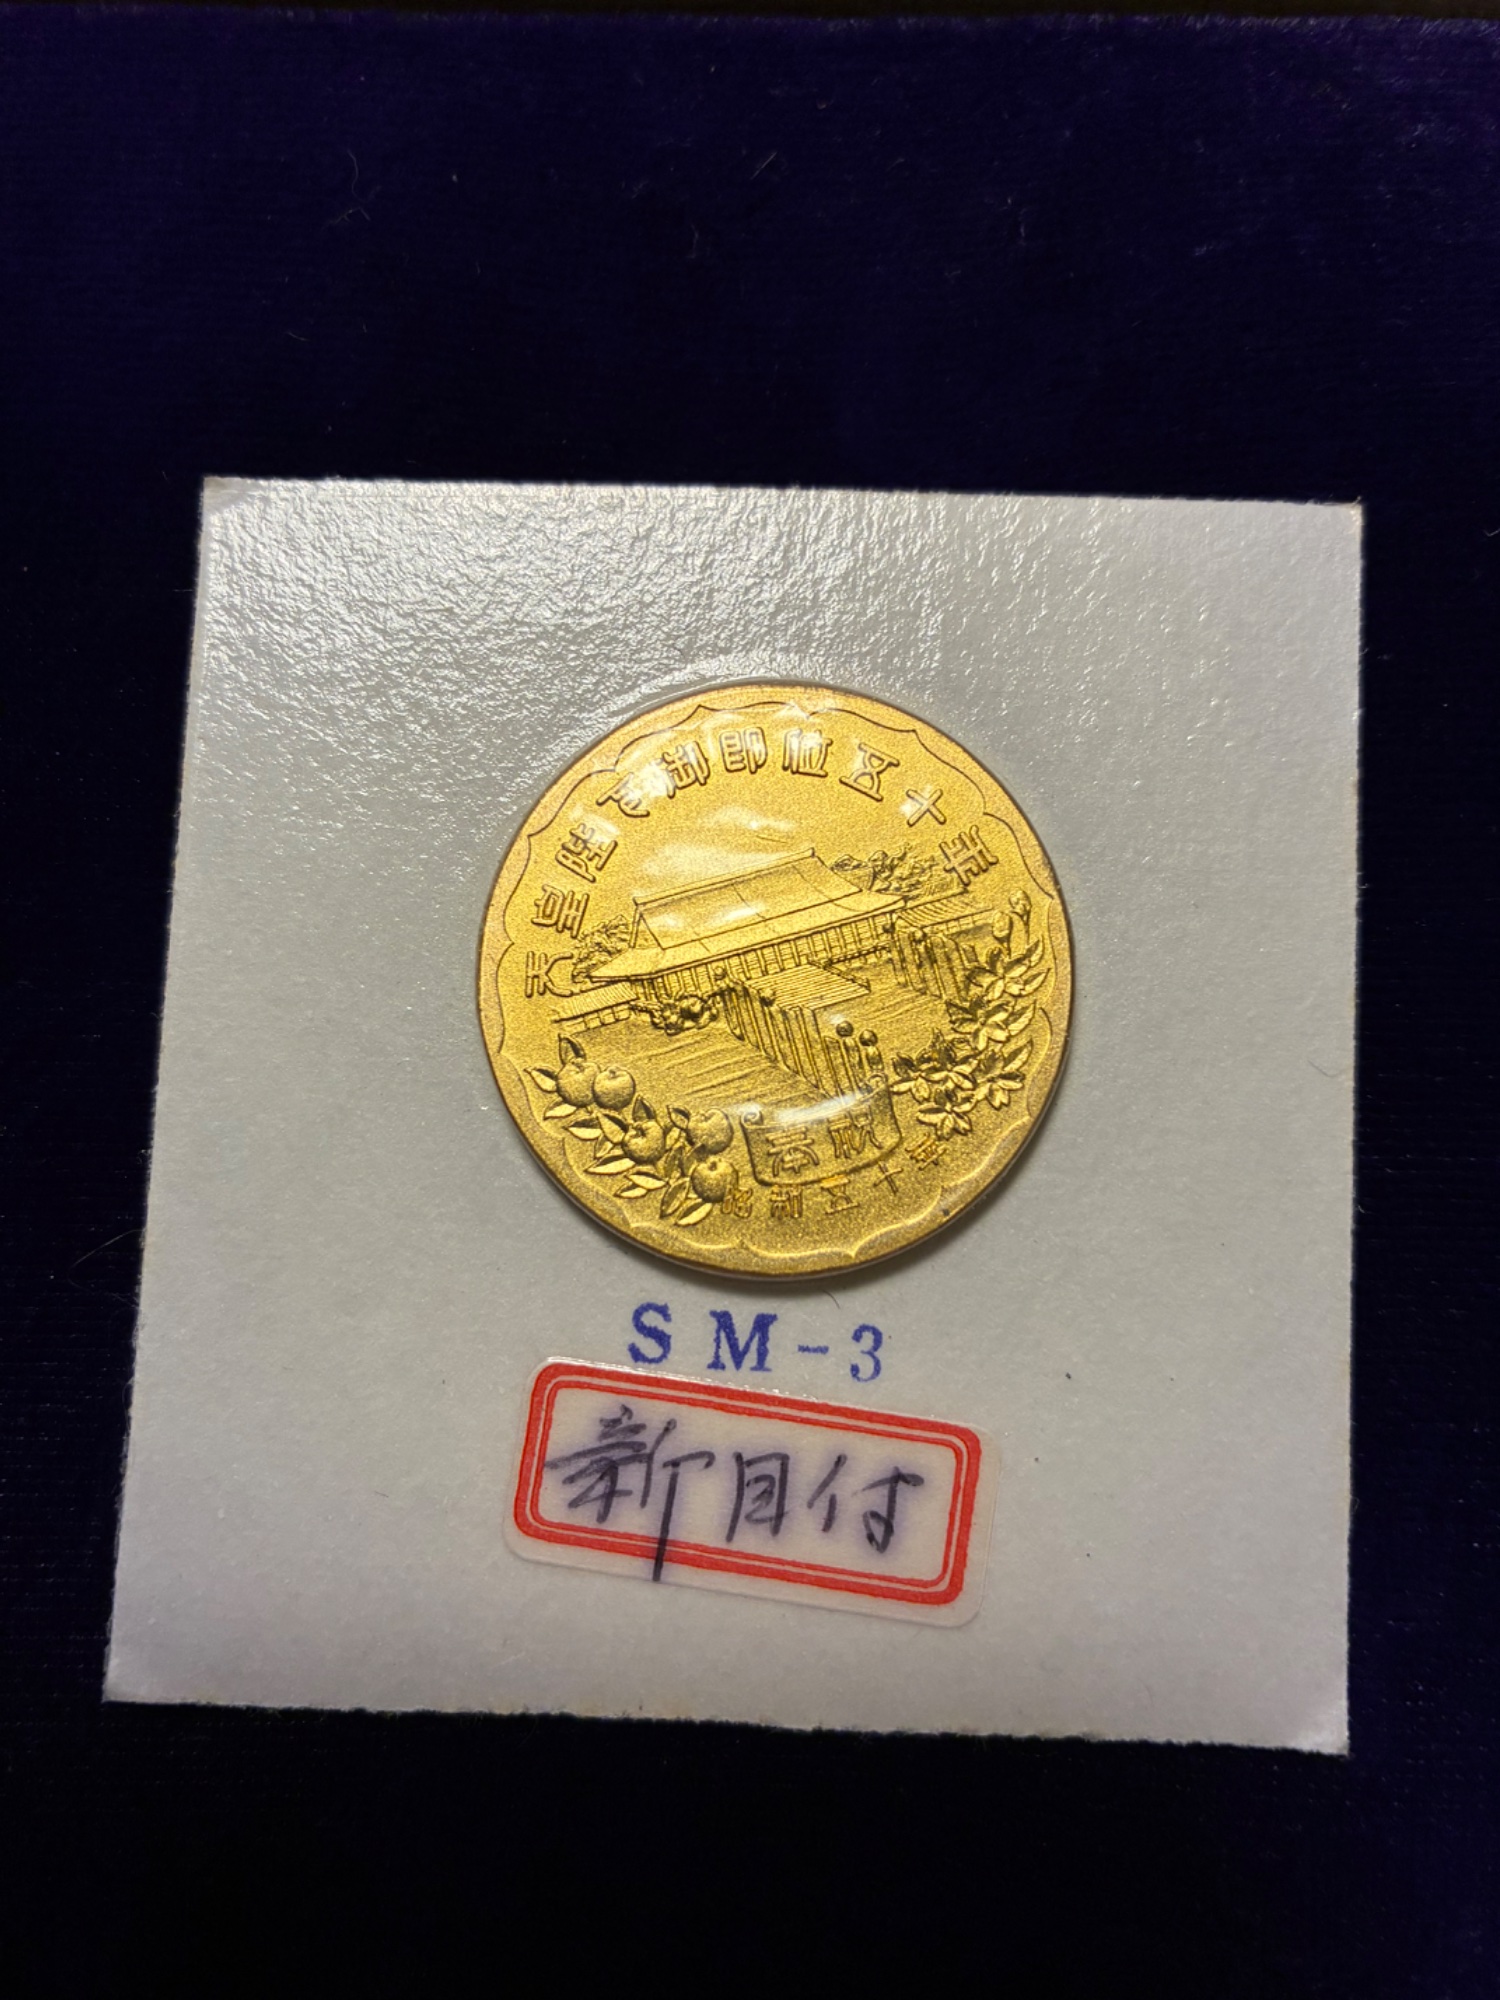 天皇陛下御即位五十年
奉祝
昭和五十年
SM-3
新目付